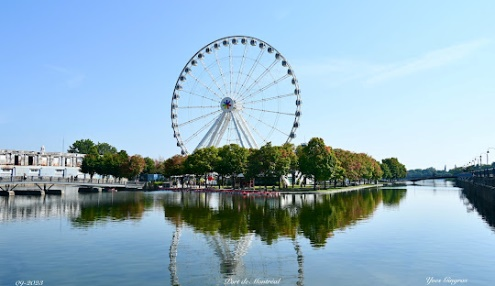 09-2023
Port de Montréal
Yves Gagnon